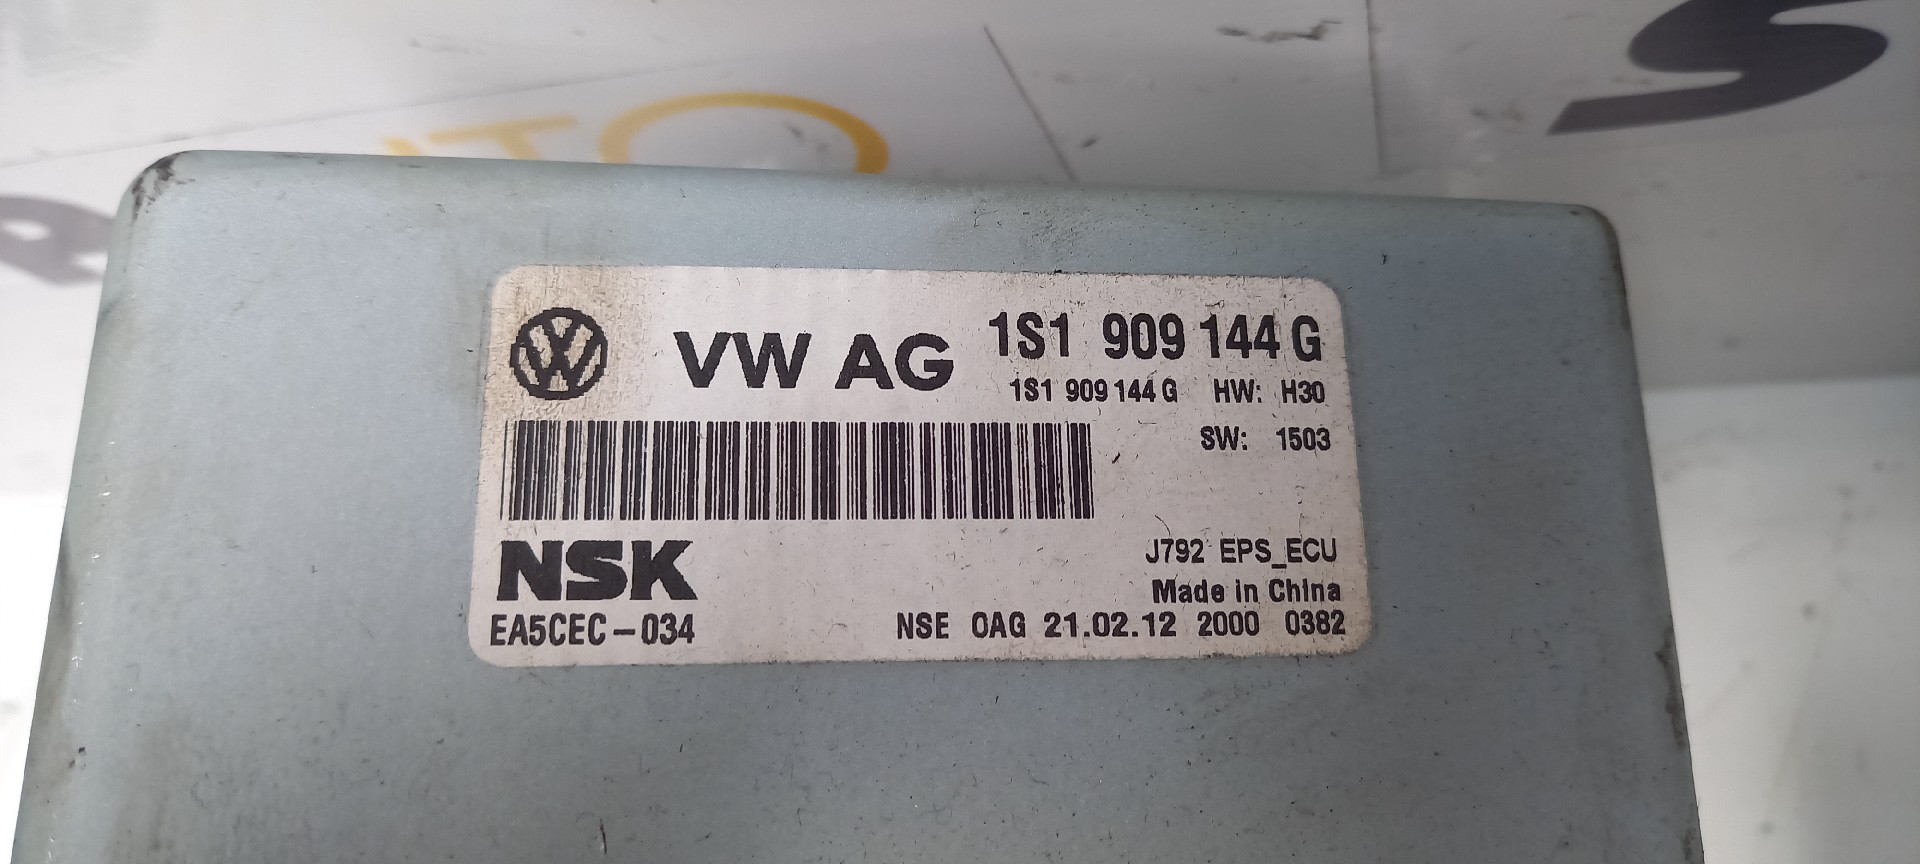 VW AG 1S1 909 144 G
1S1 909 144 G HW: H30
SW: 1503
NSK
J792 EPS_ECU
Made in China
EA5CEC-034 NSE 0AG 21.02.12 2000 0382